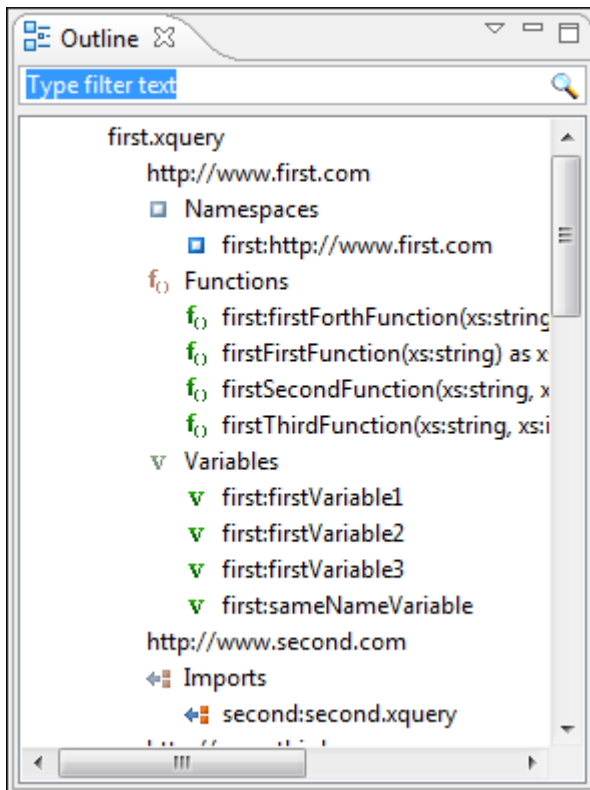 Outline
Type filter text
first.xquery
http://www.first.com
Namespaces
first:http://www.first.com
f() Functions
f() first:firstForthFunction(xs:string
f() firstFirstFunction(xs:string) as x
f() firstSecondFunction(xs:string, x
f() firstThirdFunction(xs:string, xs:i
v Variables
v first:firstVariable1
v first:firstVariable2
v first:firstVariable3
v first:sameNameVariable
http://www.second.com
Imports
second:second.xquery